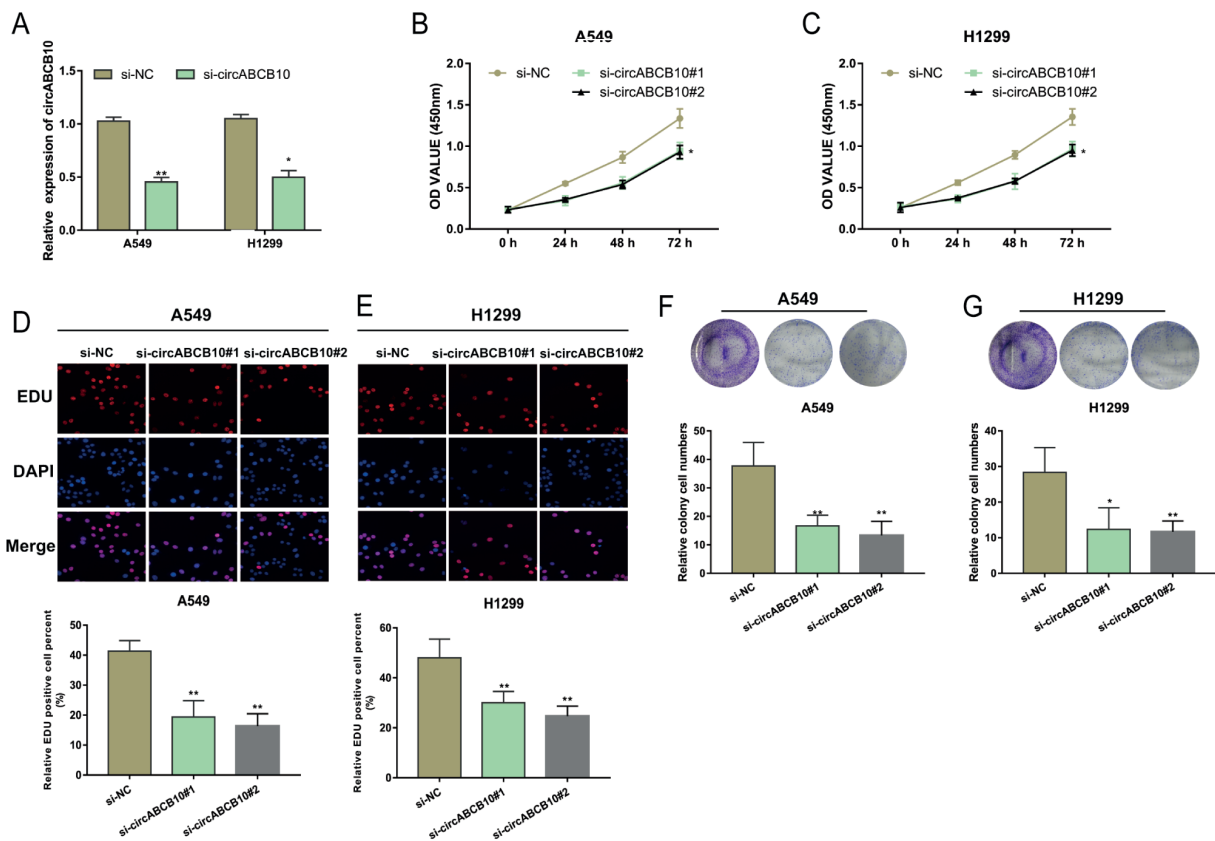 A
si-NC
si-circABCB10
Relative expression of circABCB10
1.5
1.0
0.5
0.0
**
*
A549
H1299
B
A549
si-NC
si-circABCB10#1
si-circABCB10#2
OD VALUE (450nm)
2.0
1.5
1.0
0.5
0.0
*
0 h
24 h
48 h
72 h
C
H1299
si-NC
si-circABCB10#1
si-circABCB10#2
OD VALUE (450nm)
2.0
1.5
1.0
0.5
0.0
*
0 h
24 h
48 h
72 h
D
A549
si-NC
si-circABCB10#1
si-circABCB10#2
EDU
DAPI
Merge
A549
Relative EDU positive cell percent
(%)
50
40
30
20
10
0
**
**
si-NC
si-circABCB10#1
si-circABCB10#2
E
H1299
si-NC
si-circABCB10#1
si-circABCB10#2
H1299
Relative EDU positive cell percent
(%)
60
40
20
0
**
**
si-NC
si-circABCB10#1
si-circABCB10#2
F
A549
A549
Relative colony cell numbers
50
40
30
20
10
0
**
**
si-NC
si-circABCB10#1
si-circABCB10#2
G
H1299
H1299
Relative colony cell numbers
40
30
20
10
0
*
**
si-NC
si-circABCB10#1
si-circABCB10#2